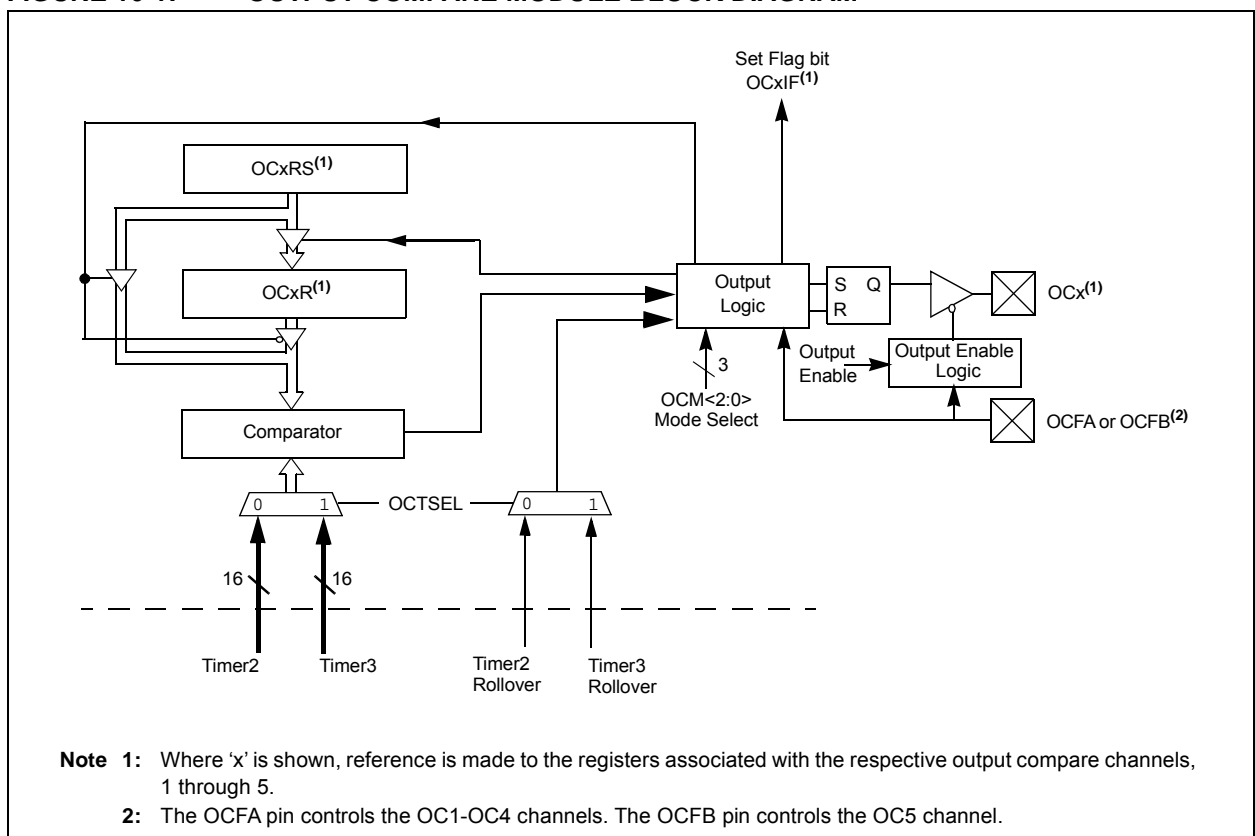 Set Flag bit
OCxIF(1)
OCxRS(1)
OCxR(1)
Output
Logic
S Q
R
OCx(1)
3
Output
Enable
Output Enable
Logic
OCM<2:0>
Mode Select
OCFA or OCFB(2)
Comparator
0 1
OCTSEL
0 1
16
16
Timer2
Timer3
Timer2
Rollover
Timer3
Rollover
Note 1: Where ‘x’ is shown, reference is made to the registers associated with the respective output compare channels,
1 through 5.
2: The OCFA pin controls the OC1-OC4 channels. The OCFB pin controls the OC5 channel.